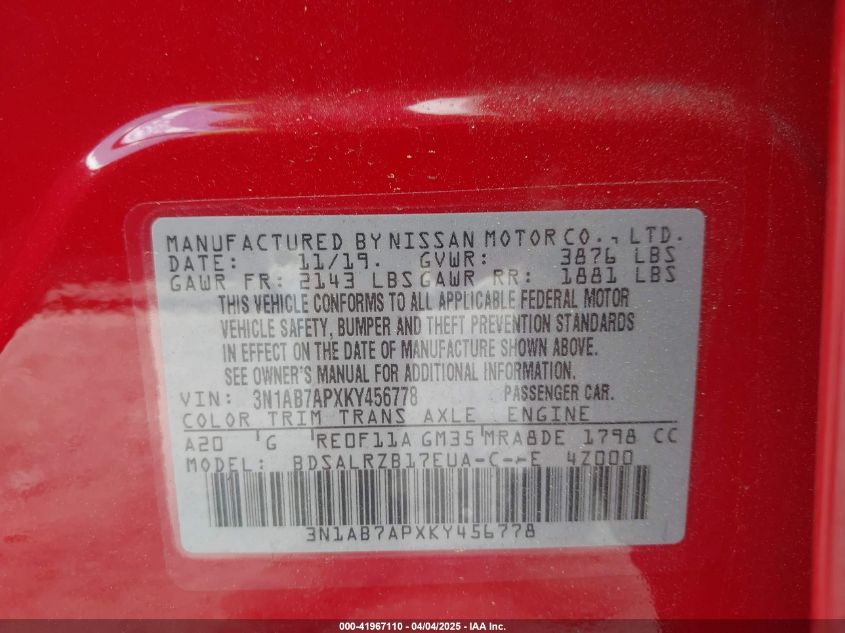 MANUFACTURED BY NISSAN MOTOR CO., LTD.
DATE: 11/19. GVWR: 3876 LBS
GAWR FR: 2143 LBS GAWR RR: 1881 LBS
THIS VEHICLE CONFORMS TO ALL APPLICABLE FEDERAL MOTOR
VEHICLE SAFETY, BUMPER AND THEFT PREVENTION STANDARDS
IN EFFECT ON THE DATE OF MANUFACTURE SHOWN ABOVE.
SEE OWNER'S MANUAL FOR ADDITIONAL INFORMATION.
VIN: 3N1AB7APXKY456778 PASSENGER CAR.
COLOR TRIM TRANS AXLE ENGINE
A20 G RE0F11A GM35 MRA8DE 1798 CC
MODEL: BDSALRZB17EUA-C--E 4Z000
3N1AB7APXKY456778
000-41967110 - 04/04/2025 - IAA Inc.